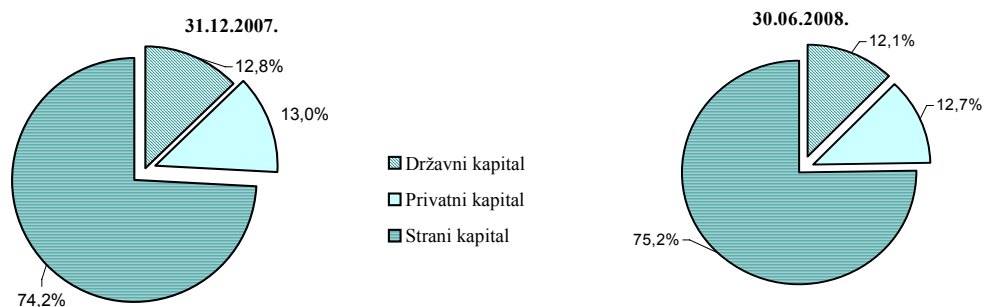 31.12.2007.
12,8%
13,0%
74,2%
Državni kapital
Privatni kapital
Strani kapital
30.06.2008.
12,1%
12,7%
75,2%